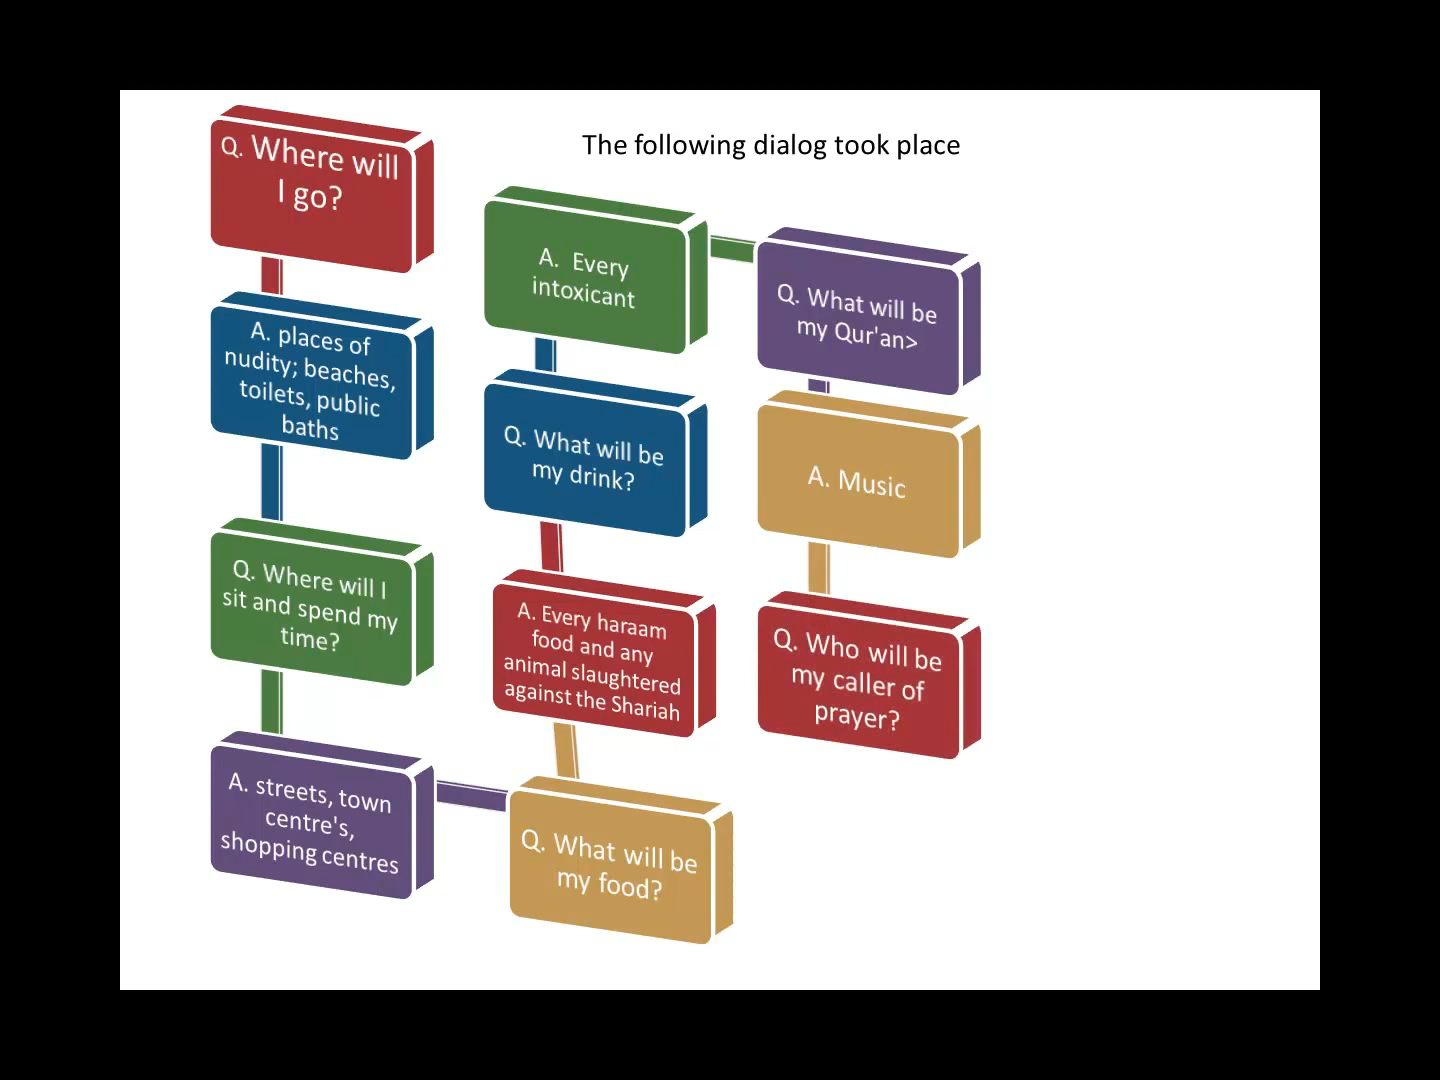 The following dialog took place
Q. Where will
I go?
A. places of
nudity; beaches,
toilets, public
baths
Q. Where will I
sit and spend my
time?
A. streets, town
centre's,
shopping centres
Q. What will be
my food?
A. Every haraam
food and any
animal slaughtered
against the Shariah
Q. What will be
my drink?
A. Every
intoxicant
Q. What will be
my Qur'an>
A. Music
Q. Who will be
my caller of
prayer?